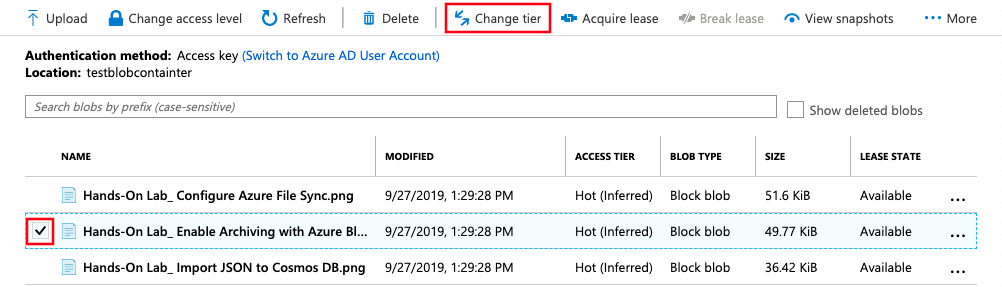 Upload Change access level Refresh Delete Change tier Acquire lease Break lease View snapshots ... More
Authentication method: Access key (Switch to Azure AD User Account)
Location: testblobcontainter
Search blobs by prefix (case-sensitive) Show deleted blobs
NAME MODIFIED ACCESS TIER BLOB TYPE SIZE LEASE STATE
Hands-On Lab_ Configure Azure File Sync.png 9/27/2019, 1:29:28 PM Hot (Inferred) Block blob 51.6 KiB Available ...
Hands-On Lab_ Enable Archiving with Azure Bl... 9/27/2019, 1:29:28 PM Hot (Inferred) Block blob 49.77 KiB Available ...
Hands-On Lab_ Import JSON to Cosmos DB.png 9/27/2019, 1:29:28 PM Hot (Inferred) Block blob 36.42 KiB Available ...